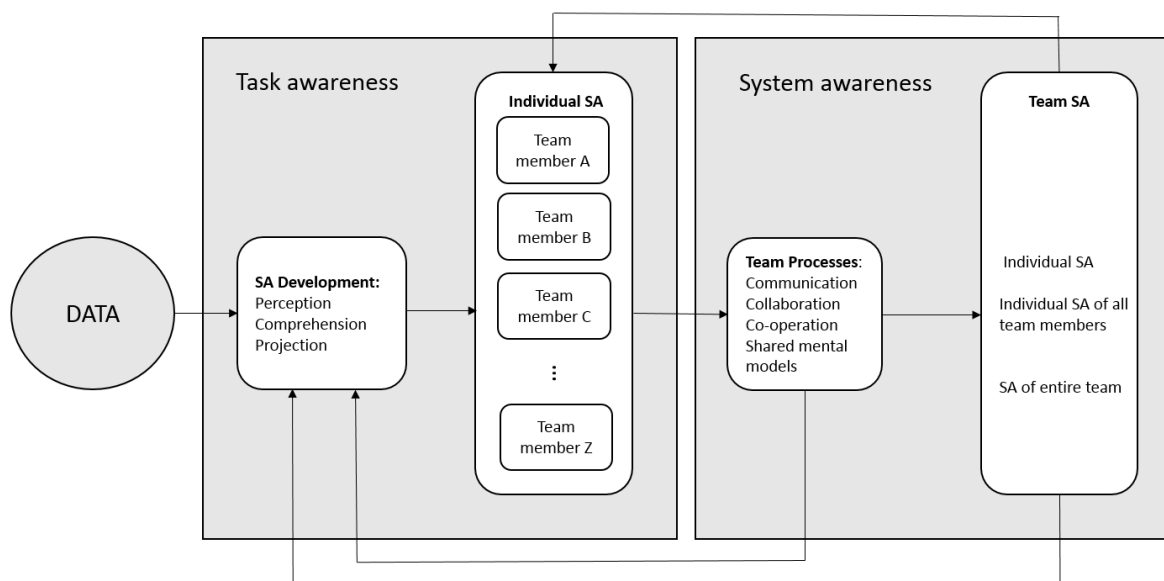 Task awareness
System awareness
DATA
SA Development:
Perception
Comprehension
Projection
Individual SA
Team
member A
Team
member B
Team
member C
...
Team
member Z
Team Processes:
Communication
Collaboration
Co-operation
Shared mental
models
Team SA
Individual SA
Individual SA of all
team members
SA of entire team